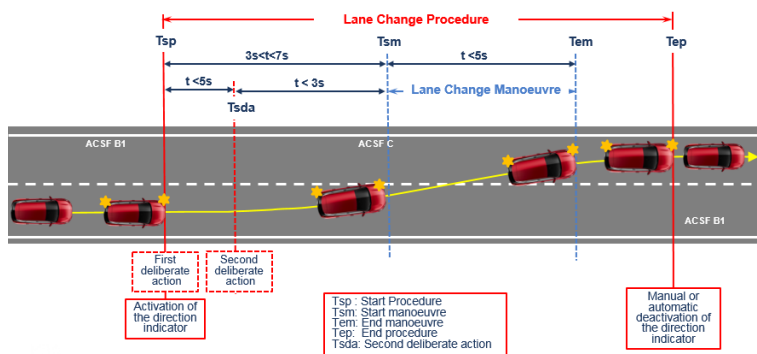 Lane Change Procedure
Tsp
Tsm
Tem
Tep
3s<t<7s
t <5s
t <5s
t < 3s
Lane Change Manoeuvre
Tsda
ACSF B1
ACSF C
ACSF B1
First
deliberate
action
Second
deliberate
action
Activation of
the direction
indicator
Tsp : Start Procedure
Tsm: Start manoeuvre
Tem: End manoeuvre
Tep: End procedure
Tsda: Second deliberate action
Manual or
automatic
deactivation of
the direction
indicator